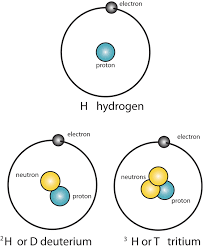 electron
proton
H hydrogen
electron
neutron
proton
²H or D deuterium
electron
neutrons
proton
³H or T tritium